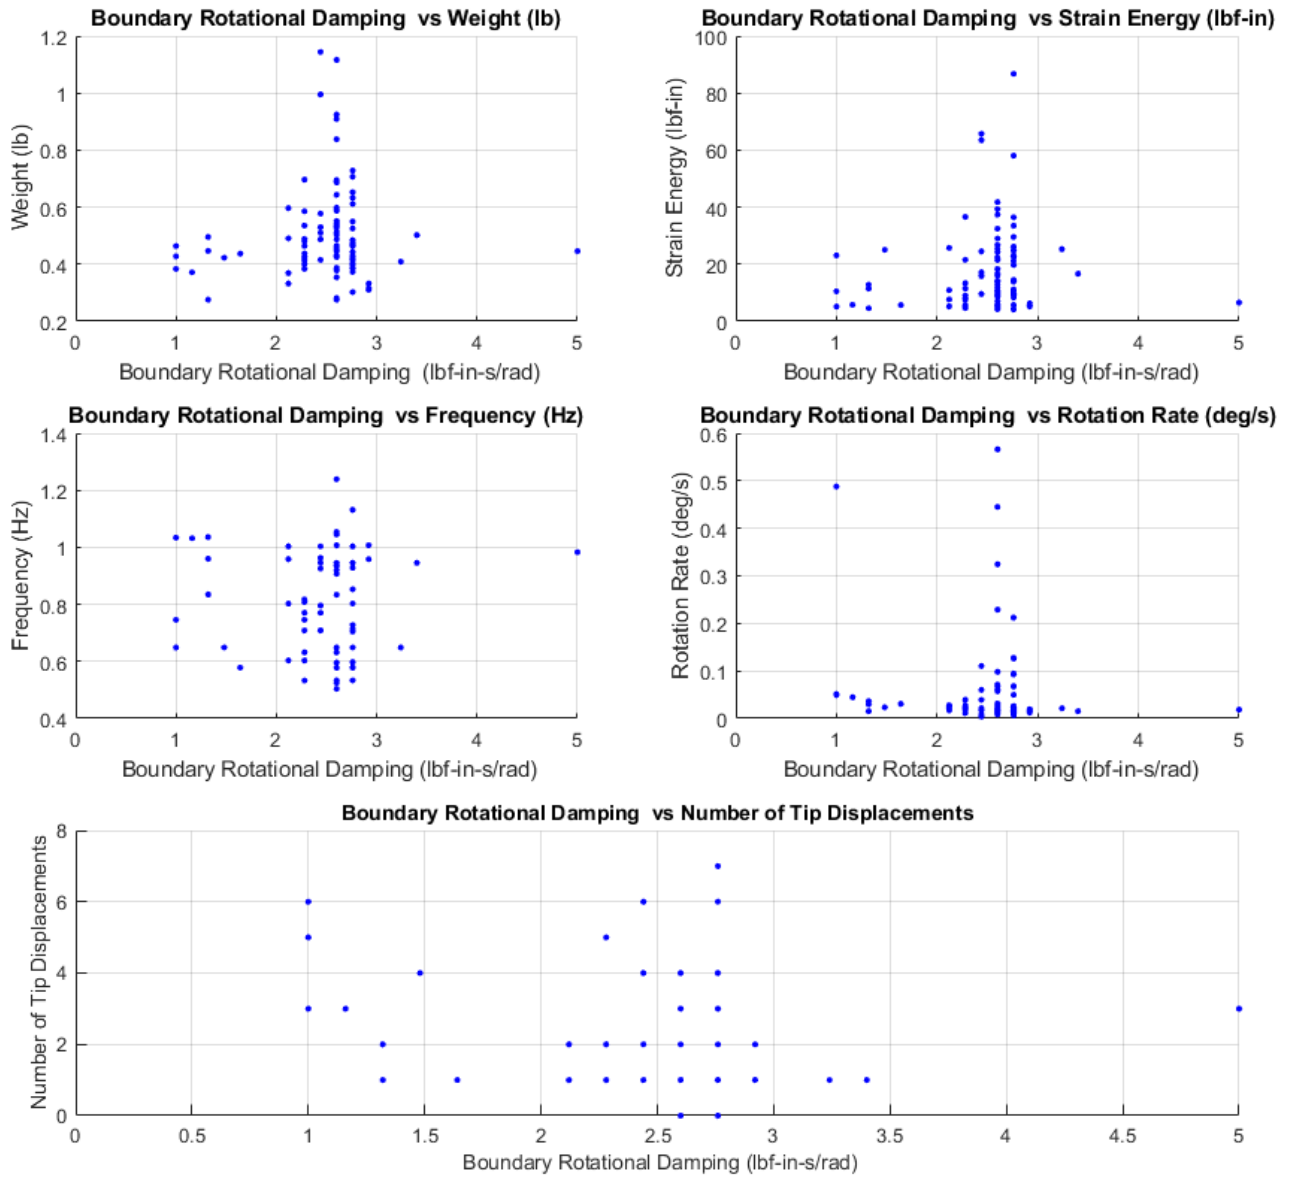 Boundary Rotational Damping vs Weight (lb)
1.2
1
0.8
0.6
0.4
0.2
Weight (lb)
0 1 2 3 4 5
Boundary Rotational Damping (lbf-in-s/rad)
Boundary Rotational Damping vs Strain Energy (lbf-in)
100
80
60
40
20
0
Strain Energy (lbf-in)
0 1 2 3 4 5
Boundary Rotational Damping (lbf-in-s/rad)
Boundary Rotational Damping vs Frequency (Hz)
1.4
1.2
1
0.8
0.6
0.4
Frequency (Hz)
0 1 2 3 4 5
Boundary Rotational Damping (lbf-in-s/rad)
Boundary Rotational Damping vs Rotation Rate (deg/s)
0.6
0.5
0.4
0.3
0.2
0.1
0
Rotation Rate (deg/s)
0 1 2 3 4 5
Boundary Rotational Damping (lbf-in-s/rad)
Boundary Rotational Damping vs Number of Tip Displacements
8
6
4
2
0
Number of Tip Displacements
0 0.5 1 1.5 2 2.5 3 3.5 4 4.5 5
Boundary Rotational Damping (lbf-in-s/rad)